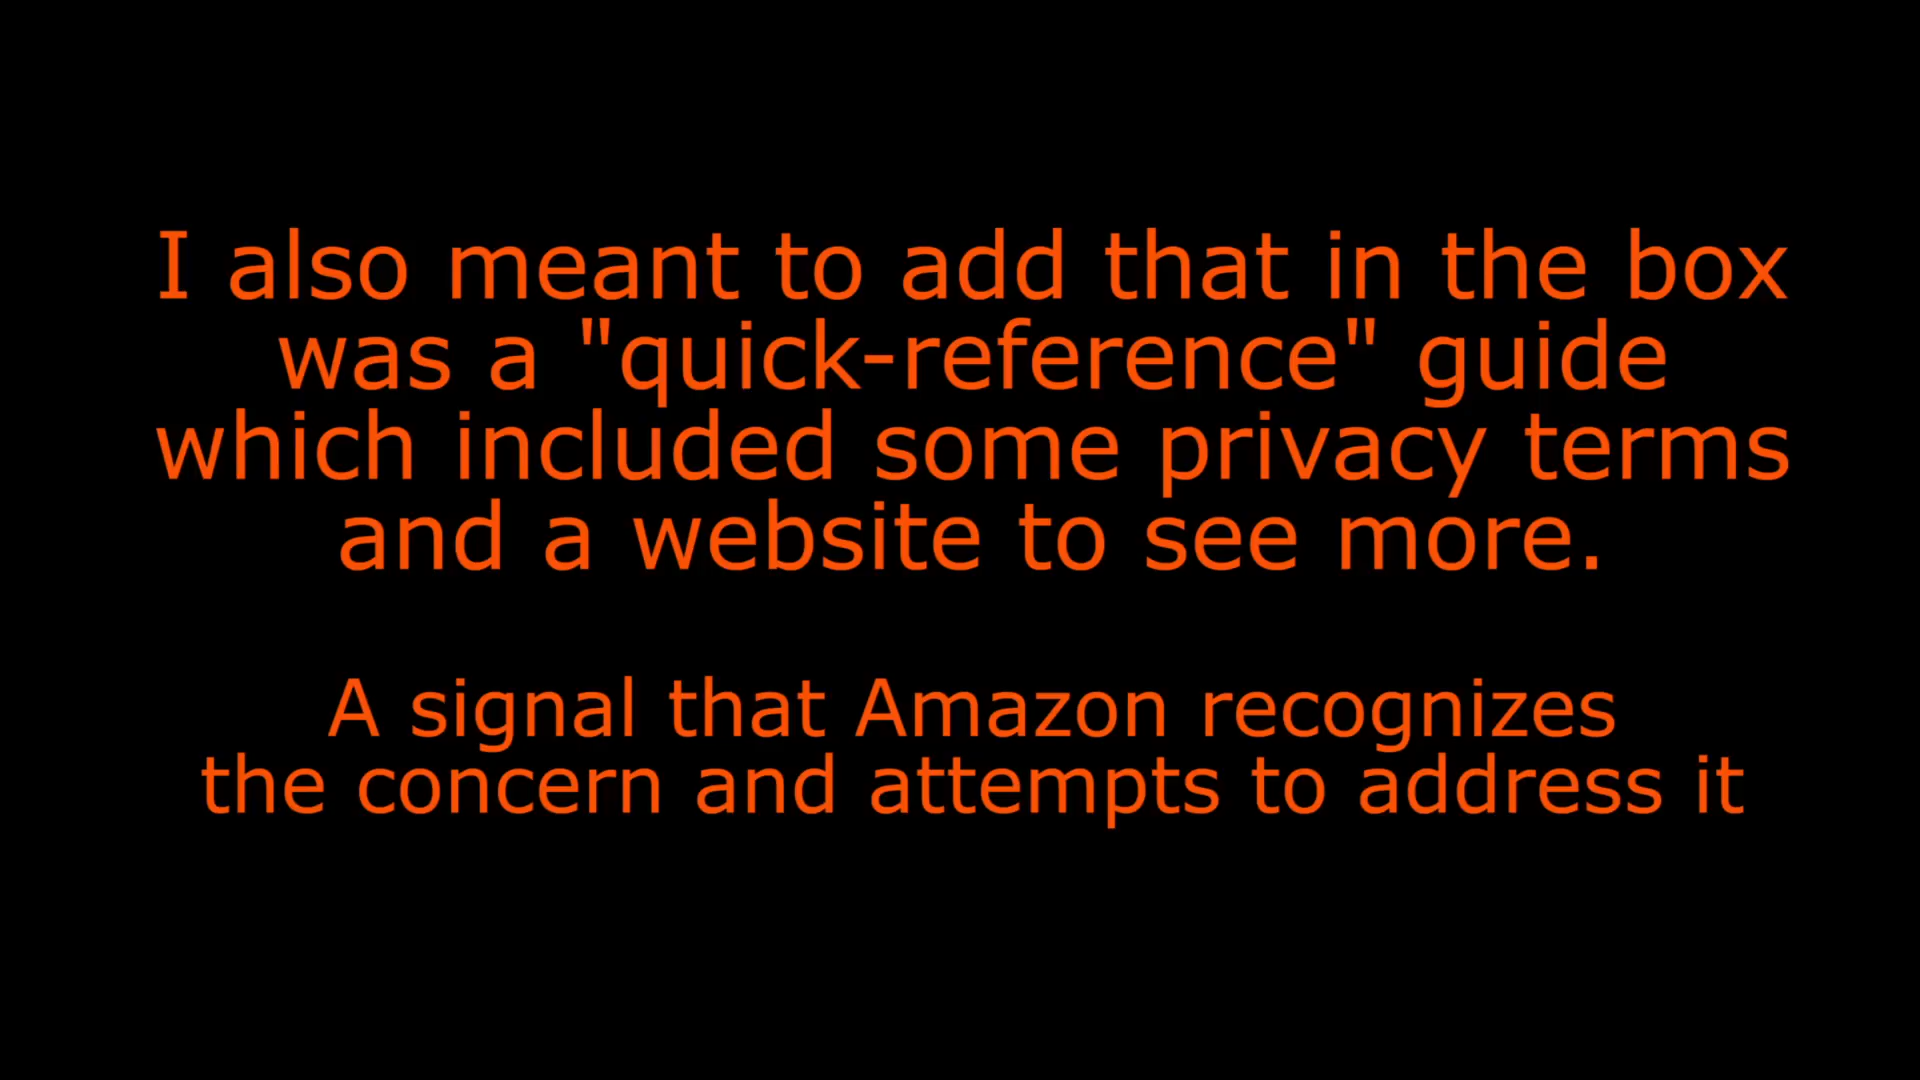 I also meant to add that in the box
was a "quick-reference" guide
which included some privacy terms
and a website to see more.
A signal that Amazon recognizes
the concern and attempts to address it